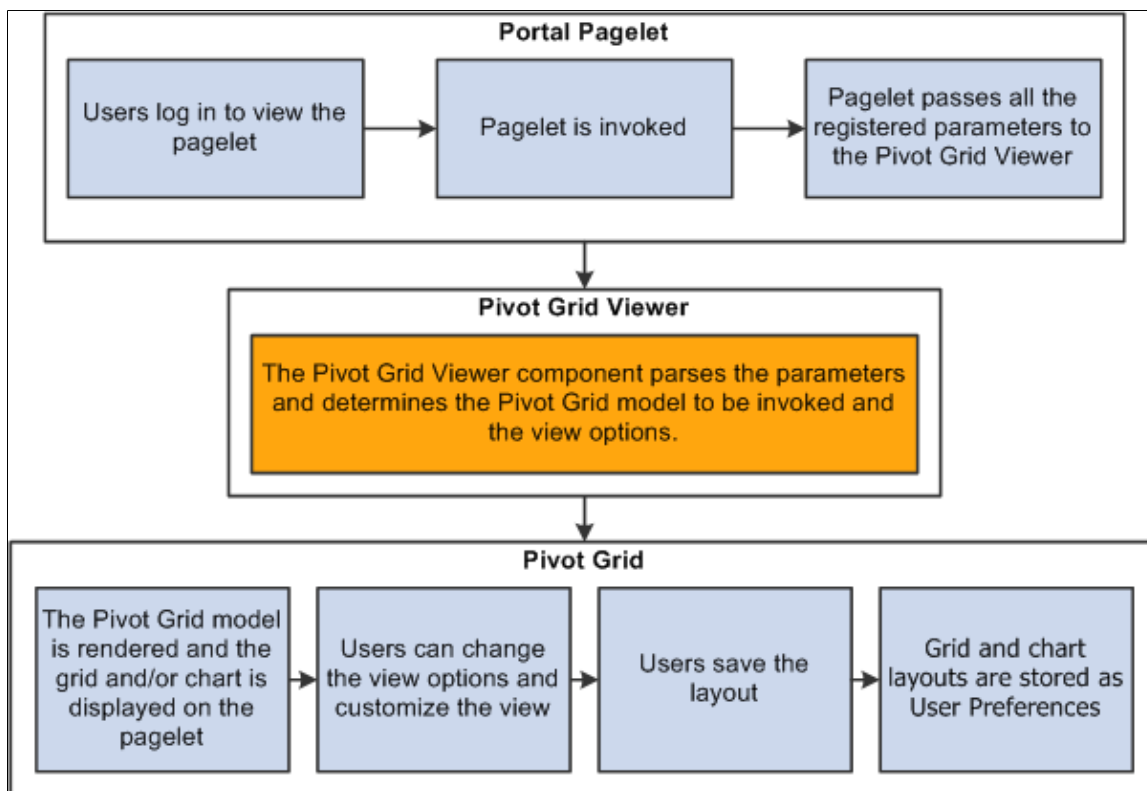 Portal Pagelet
Users log in to view the
pagelet
Pagelet is invoked
Pagelet passes all the
registered parameters to
the Pivot Grid Viewer
Pivot Grid Viewer
The Pivot Grid Viewer component parses the parameters
and determines the Pivot Grid model to be invoked and
the view options.
Pivot Grid
The Pivot Grid model
is rendered and the
grid and/or chart is
displayed on the
pagelet
Users can change
the view options and
customize the view
Users save the
layout
Grid and chart
layouts are stored as
User Preferences